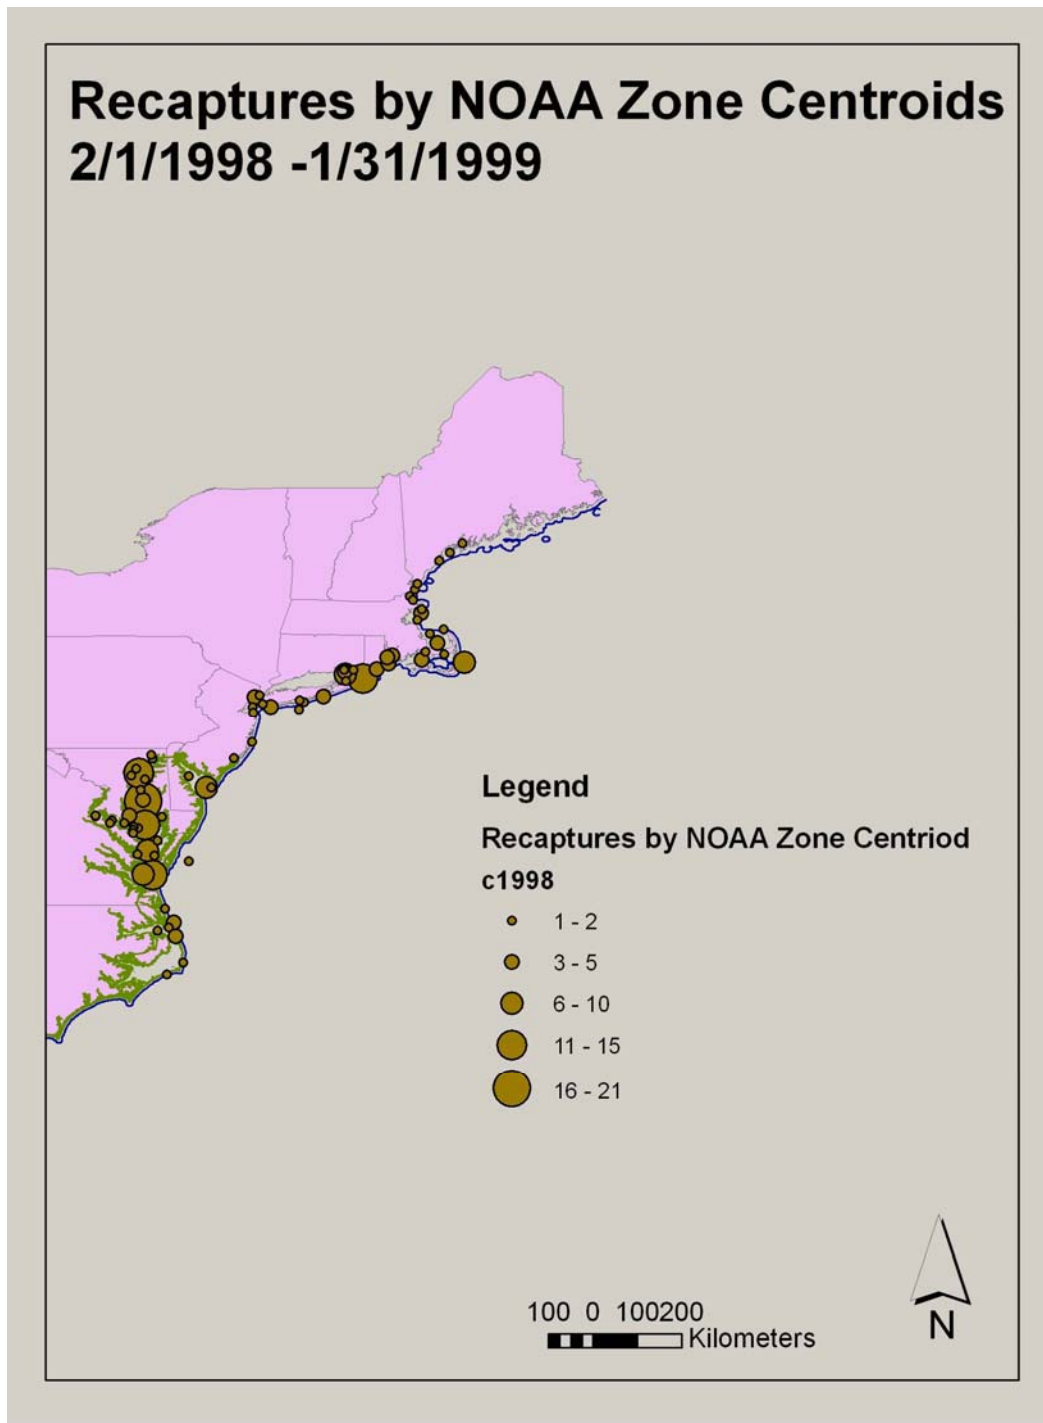 Recaptures by NOAA Zone Centroids
2/1/1998 -1/31/1999
Legend
Recaptures by NOAA Zone Centriod
c1998
1 - 2
3 - 5
6 - 10
11 - 15
16 - 21
N
100 0 100200
Kilometers